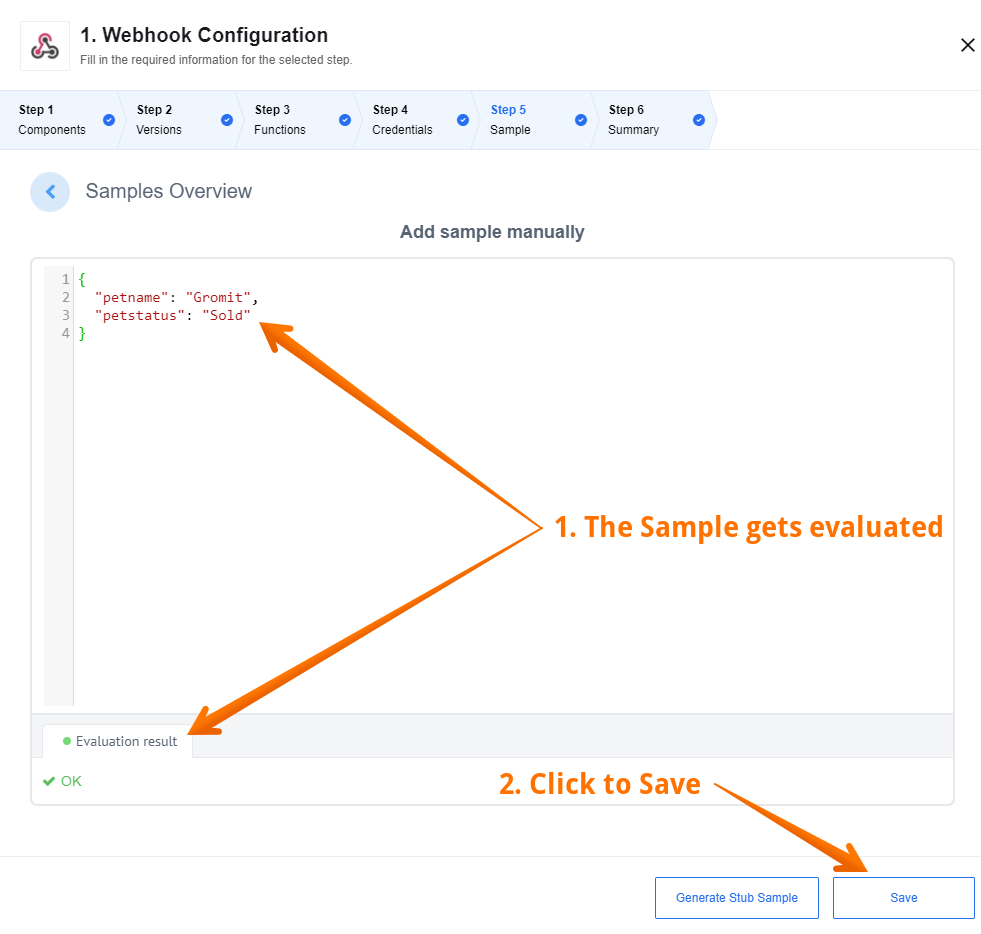 1. Webhook Configuration
Fill in the required information for the selected step.
Step 1
Components
Step 2
Versions
Step 3
Functions
Step 4
Credentials
Step 5
Sample
Step 6
Summary
Samples Overview
Add sample manually
1 {
2   "petname": "Gromit",
3   "petstatus": "Sold"
4 }
1. The Sample gets evaluated
Evaluation result
OK
2. Click to Save
Generate Stub Sample
Save